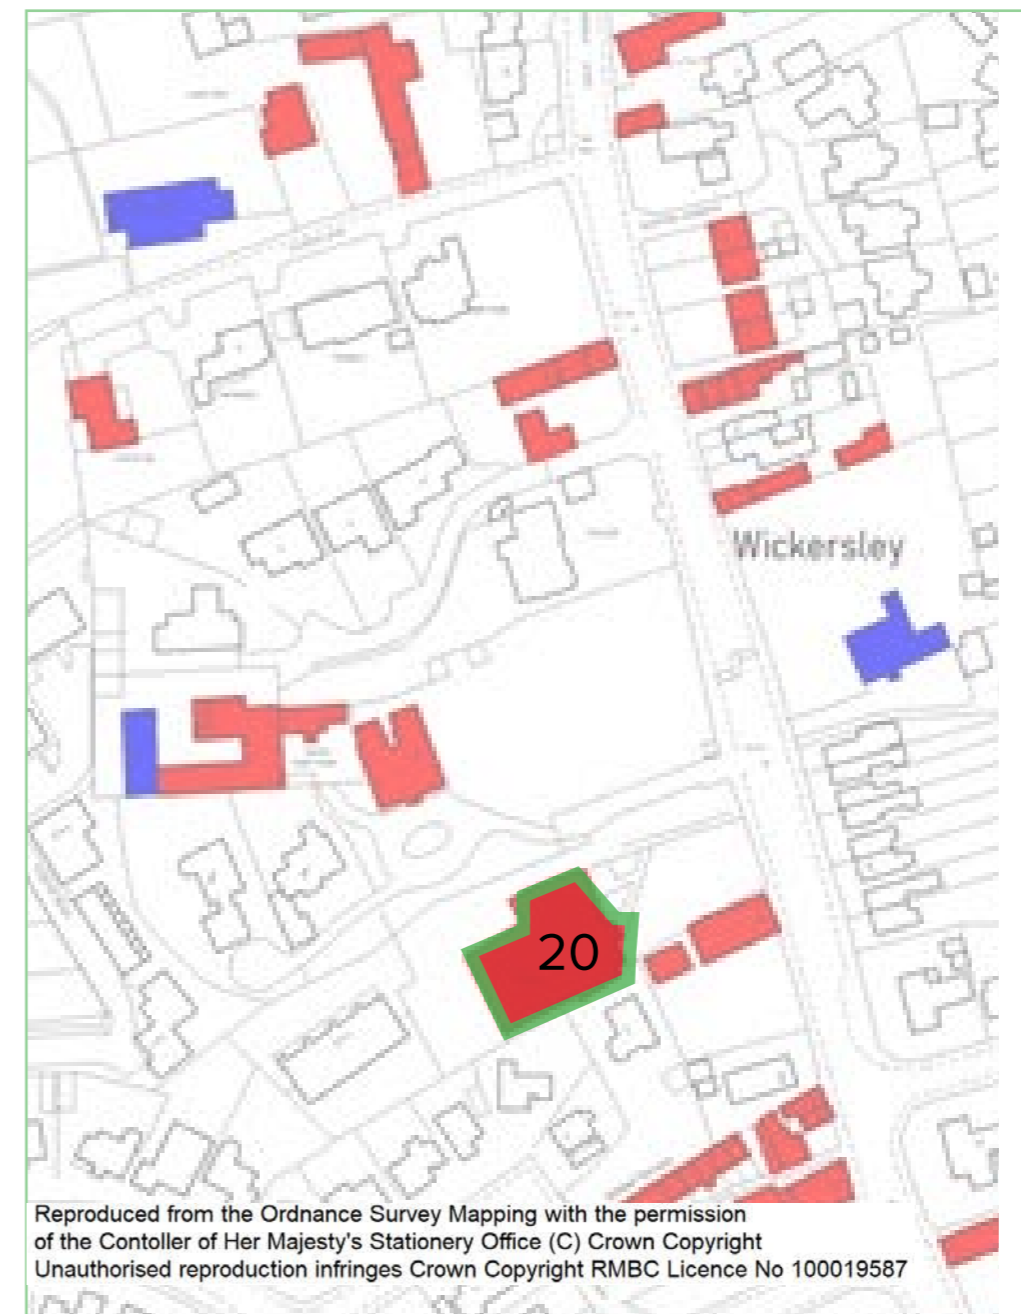 Wickersley
20
Reproduced from the Ordnance Survey Mapping with the permission
of the Contoller of Her Majesty's Stationery Office (C) Crown Copyright
Unauthorised reproduction infringes Crown Copyright RMBC Licence No 100019587